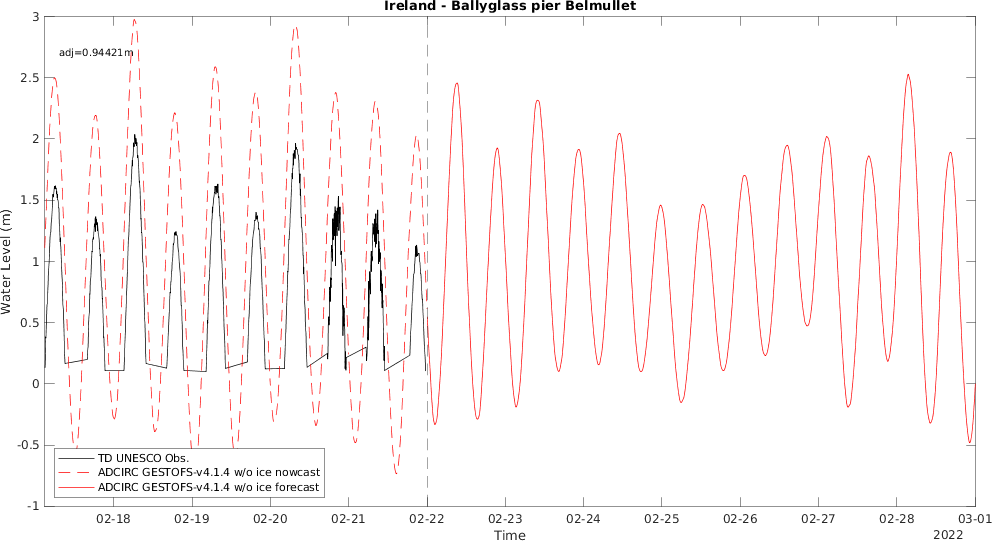 Ireland - Ballyglass pier Belmullet
adj=0.94421m
Water Level (m)
3
2.5
2
1.5
1
0.5
0
-0.5
-1
TD UNESCO Obs.
ADCIRC GESTOFS-v4.1.4 w/o ice nowcast
ADCIRC GESTOFS-v4.1.4 w/o ice forecast
02-18 02-19 02-20 02-21 02-22 02-23 02-24 02-25 02-26 02-27 02-28 03-01
Time
2022